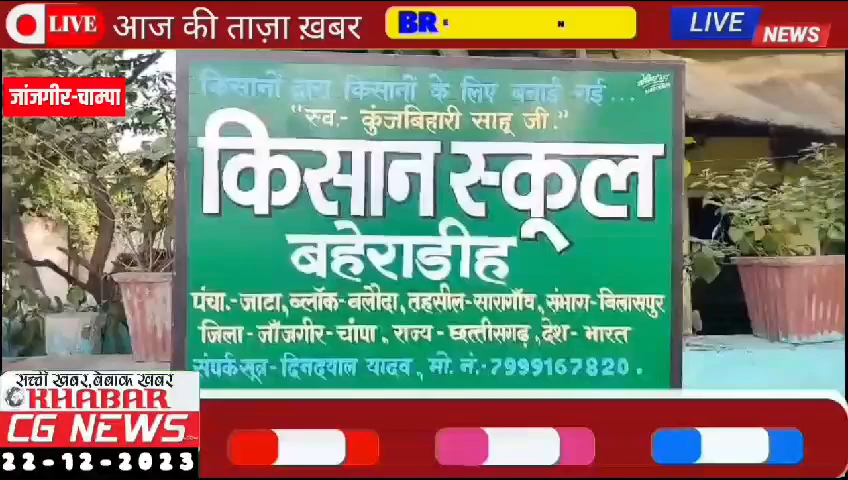 LIVE आज की ताज़ा ख़बर BR LIVE NEWS
जांजगीर-चाम्पा
किसानों द्वारा किसानों के लिए बनाई गई...
"स्व.- कुंजबिहारी साहू जी."
किसान स्कूल
बहेराडीह
पंचा.-जाटा, ब्लॉक-बलौदा, तहसील-सारागाँव, संभाग-बिलासपुर
जिला-जाँजगीर-चांपा, राज्य-छत्तीसगढ़, देश-भारत
संपर्कसूत्र-द्विनदयाल यादव, मो. नं.-7999167820.
सच्ची खबर, बेबाक खबर
KHABAR
CG NEWS
22-12-2023